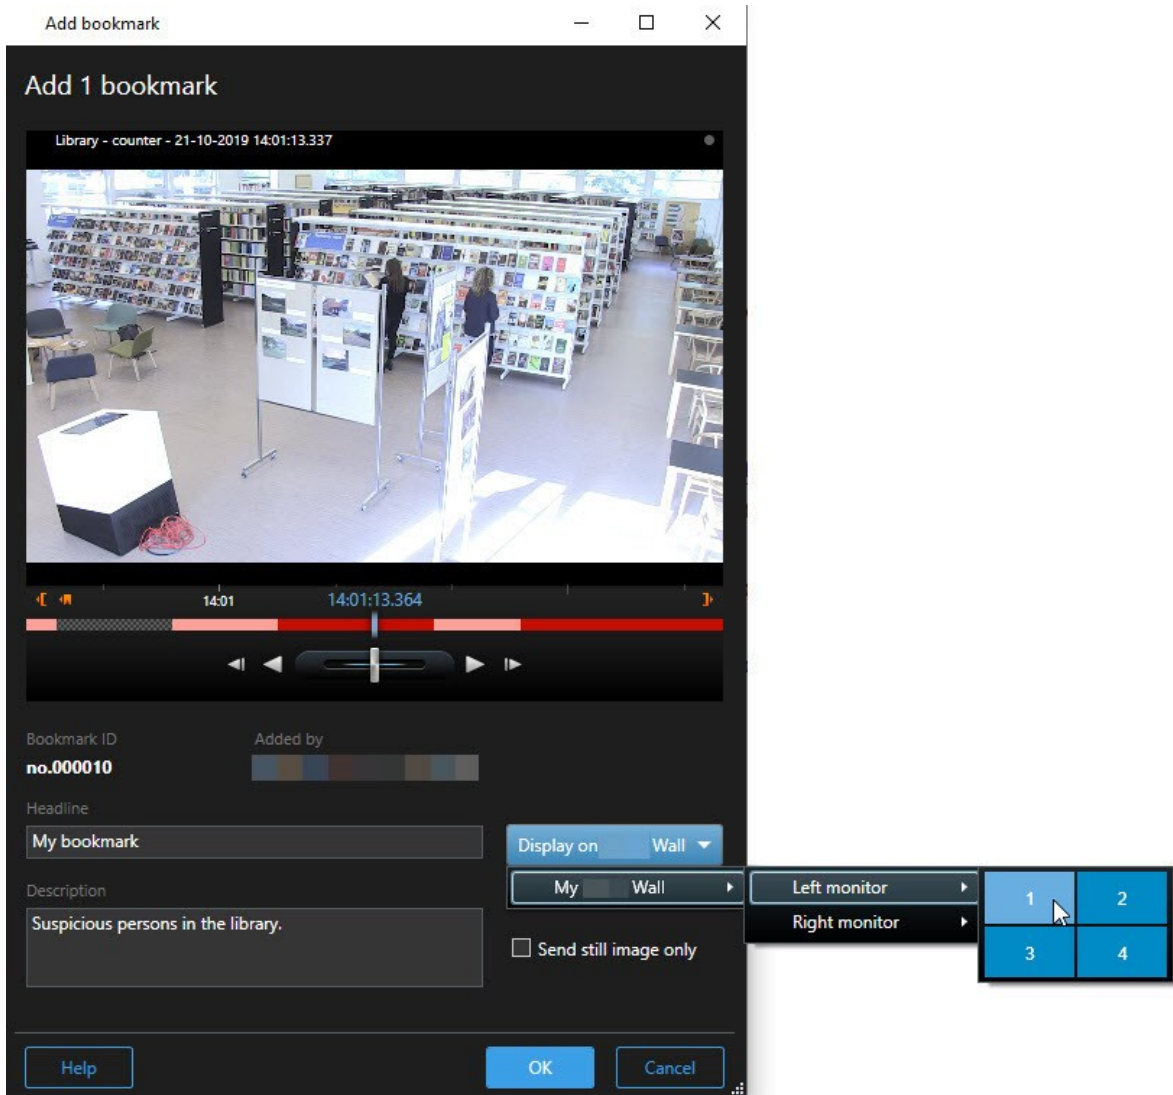 Add bookmark
Add 1 bookmark
Library - counter - 21-10-2019 14:01:13.337
14:01
14:01:13.364
Bookmark ID
Added by
no.000010
Headline
My bookmark
Display on Wall
My Wall
Left monitor
Right monitor
1
2
3
4
Description
Suspicious persons in the library.
Send still image only
Help
OK
Cancel